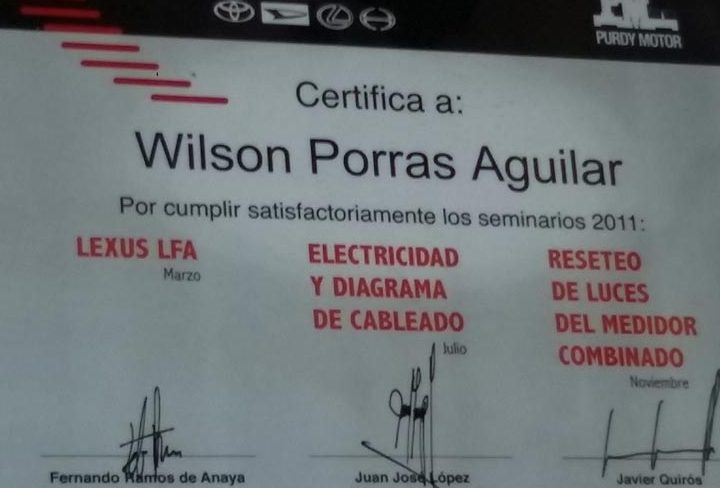 PURDY MOTOR
Certifica a:
Wilson Porras Aguilar
Por cumplir satisfactoriamente los seminarios 2011:
LEXUS LFA
Marzo
ELECTRICIDAD
Y DIAGRAMA
DE CABLEADO
Julio
RESETEO
DE LUCES
DEL MEDIDOR
COMBINADO
Noviembre
Fernando Ramos de Anaya
Juan José López
Javier Quirós